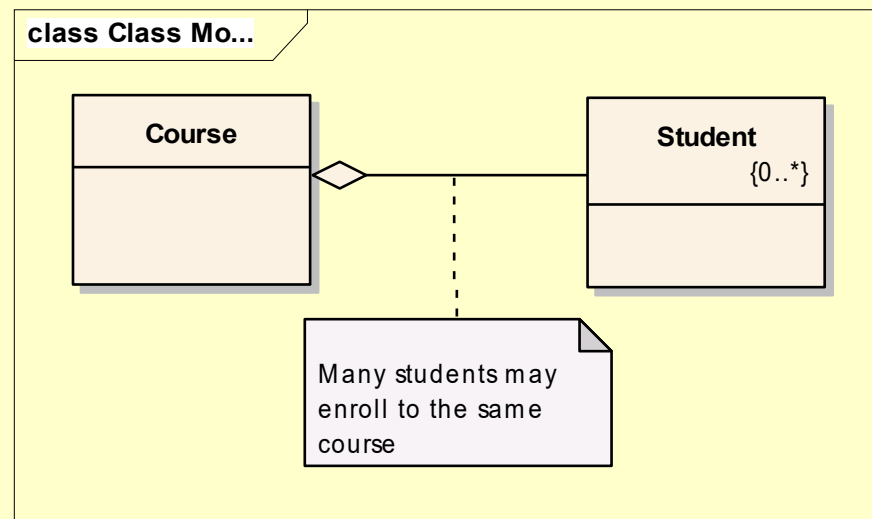 class Class Mo...
Course
Student
{0..*}
Many students may
enroll to the same
course